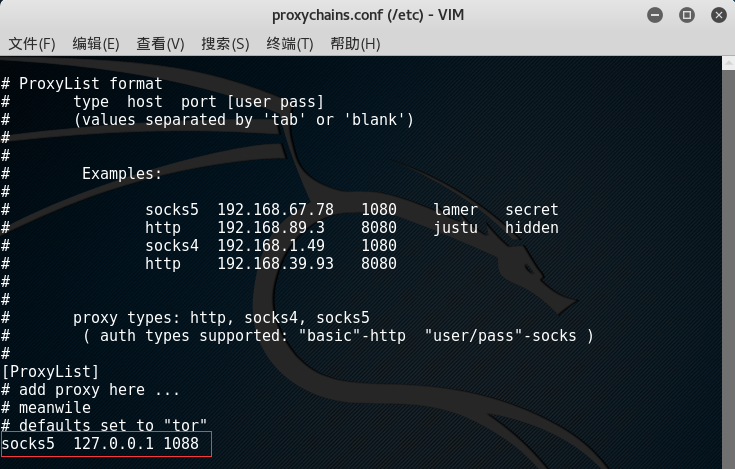 proxychains.conf (/etc) - VIM
文件(F) 编辑(E) 查看(V) 搜索(S) 终端(T) 帮助(H)
# ProxyList format
#       type  host  port [user pass]
#       (values separated by 'tab' or 'blank')
#
#
#        Examples:
#
#               socks5  192.168.67.78   1080    lamer   secret
#               http    192.168.89.3    8080    justu   hidden
#               socks4  192.168.1.49    1080
#               http    192.168.39.93   8080
#
#
#       proxy types: http, socks4, socks5
#        ( auth types supported: "basic"-http  "user/pass"-socks )
#
[ProxyList]
# add proxy here ...
# meanwile
# defaults set to "tor"
socks5  127.0.0.1 1088